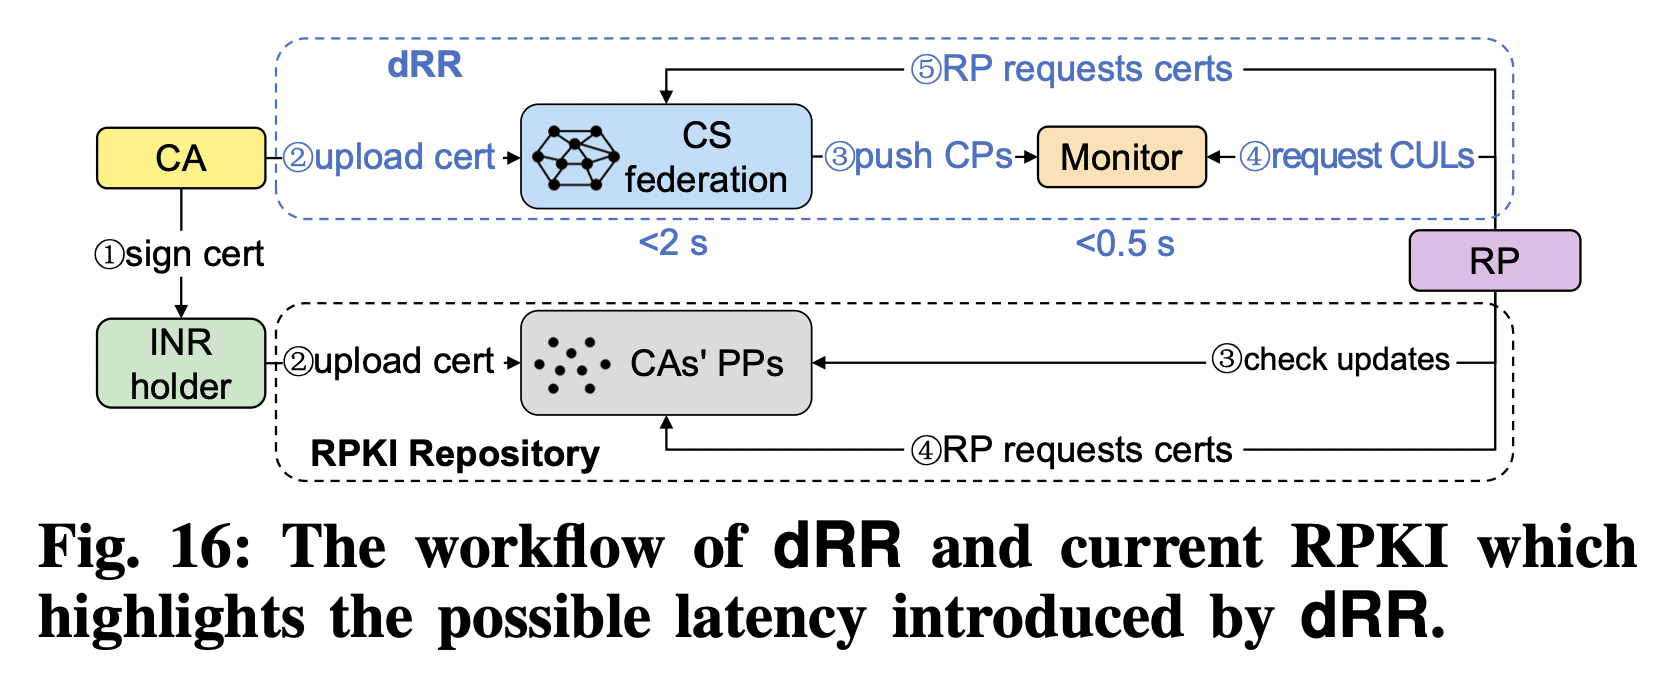 dRR
⑤RP requests certs
CA
②upload cert
CS
federation
③push CPs
Monitor
④request CULs
<2 s
<0.5 s
①sign cert
RP
INR
holder
②upload cert
CAs' PPs
③check updates
RPKI Repository
④RP requests certs
Fig. 16: The workflow of dRR and current RPKI which
highlights the possible latency introduced by dRR.